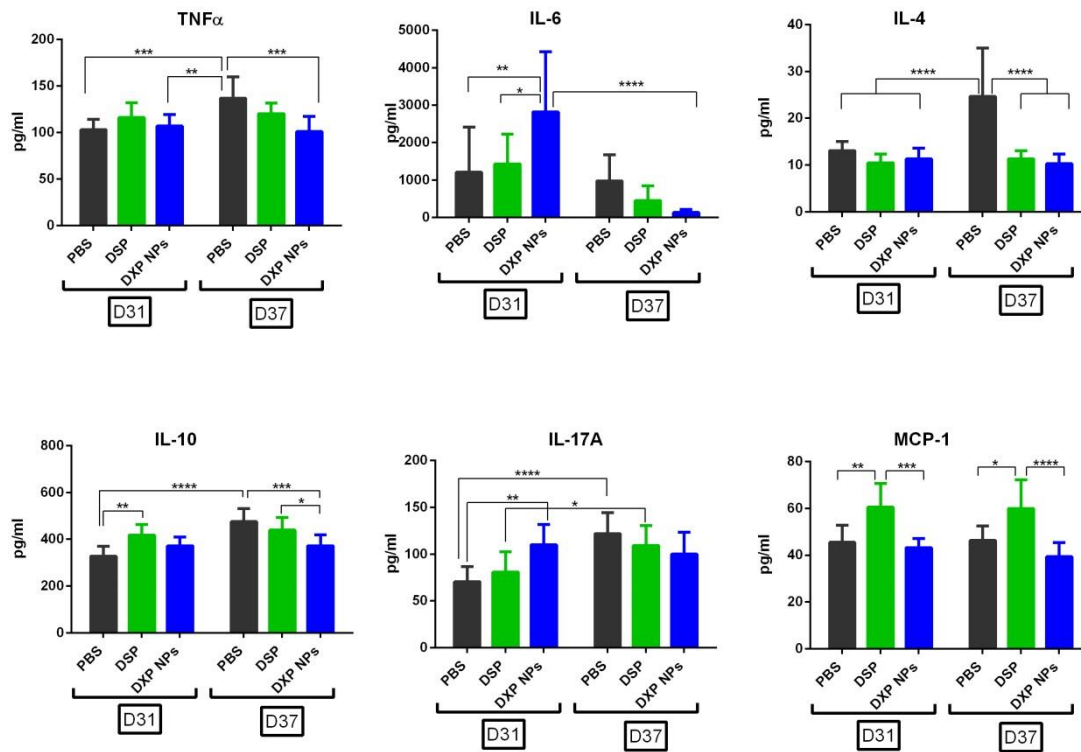 TNFα
pg/ml
200
150
100
50
0
*** ***
**
PBS DSP DXP NPs PBS DSP DXP NPs
D31 D37
IL-6
pg/ml
5000
4000
3000
2000
1000
0
**
*
****
PBS DSP DXP NPs PBS DSP DXP NPs
D31 D37
IL-4
pg/ml
40
30
20
10
0
**** ****
PBS DSP DXP NPs PBS DSP DXP NPs
D31 D37
IL-10
pg/ml
800
600
400
200
0
**** ***
** *
PBS DSP DXP NPs PBS DSP DXP NPs
D31 D37
IL-17A
pg/ml
200
150
100
50
0
****
**
*
PBS DSP DXP NPs PBS DSP DXP NPs
D31 D37
MCP-1
pg/ml
80
60
40
20
0
** *** * ****
PBS DSP DXP NPs PBS DSP DXP NPs
D31 D37